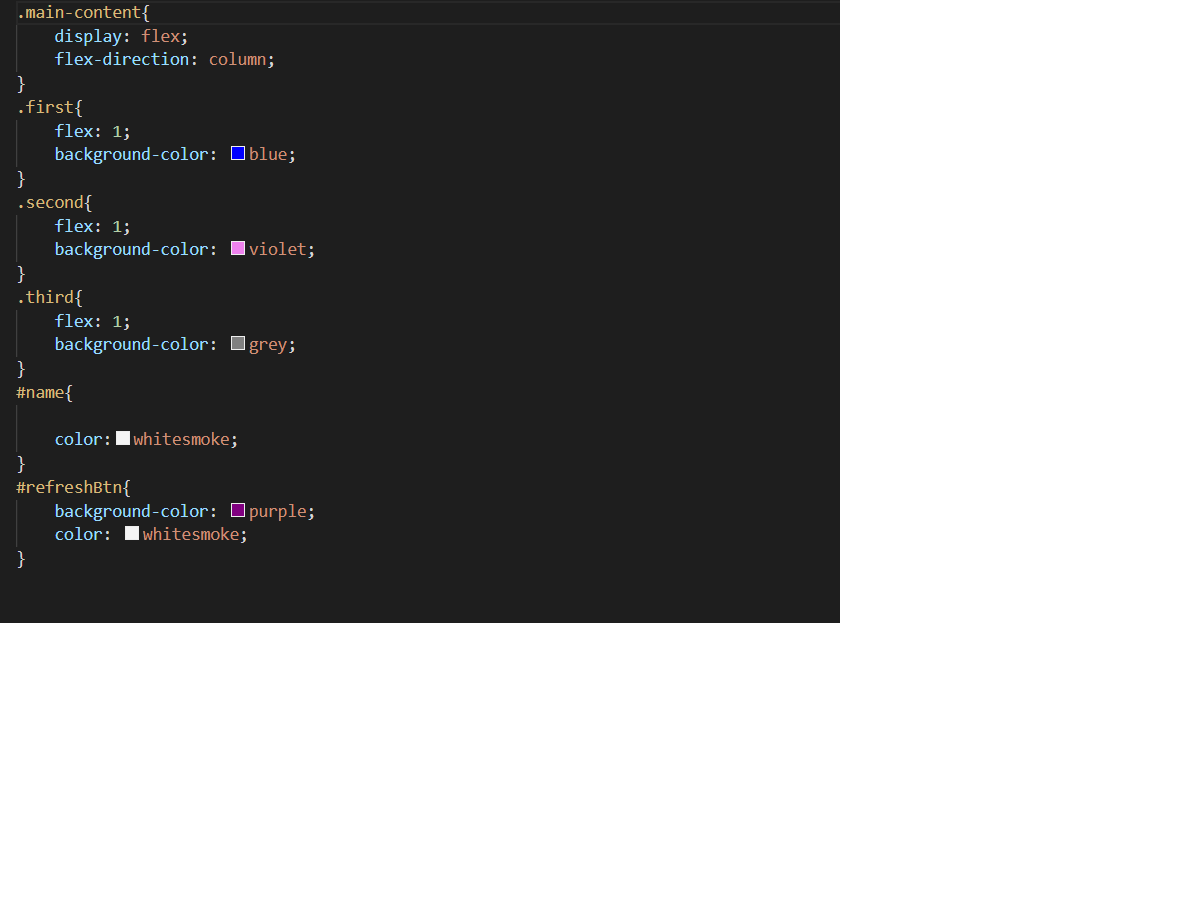 .main-content{
    display: flex;
    flex-direction: column;
}
.first{
    flex: 1;
    background-color: blue;
}
.second{
    flex: 1;
    background-color: violet;
}
.third{
    flex: 1;
    background-color: grey;
}
#name{

    color: whitesmoke;
}
#refreshBtn{
    background-color: purple;
    color: whitesmoke;
}